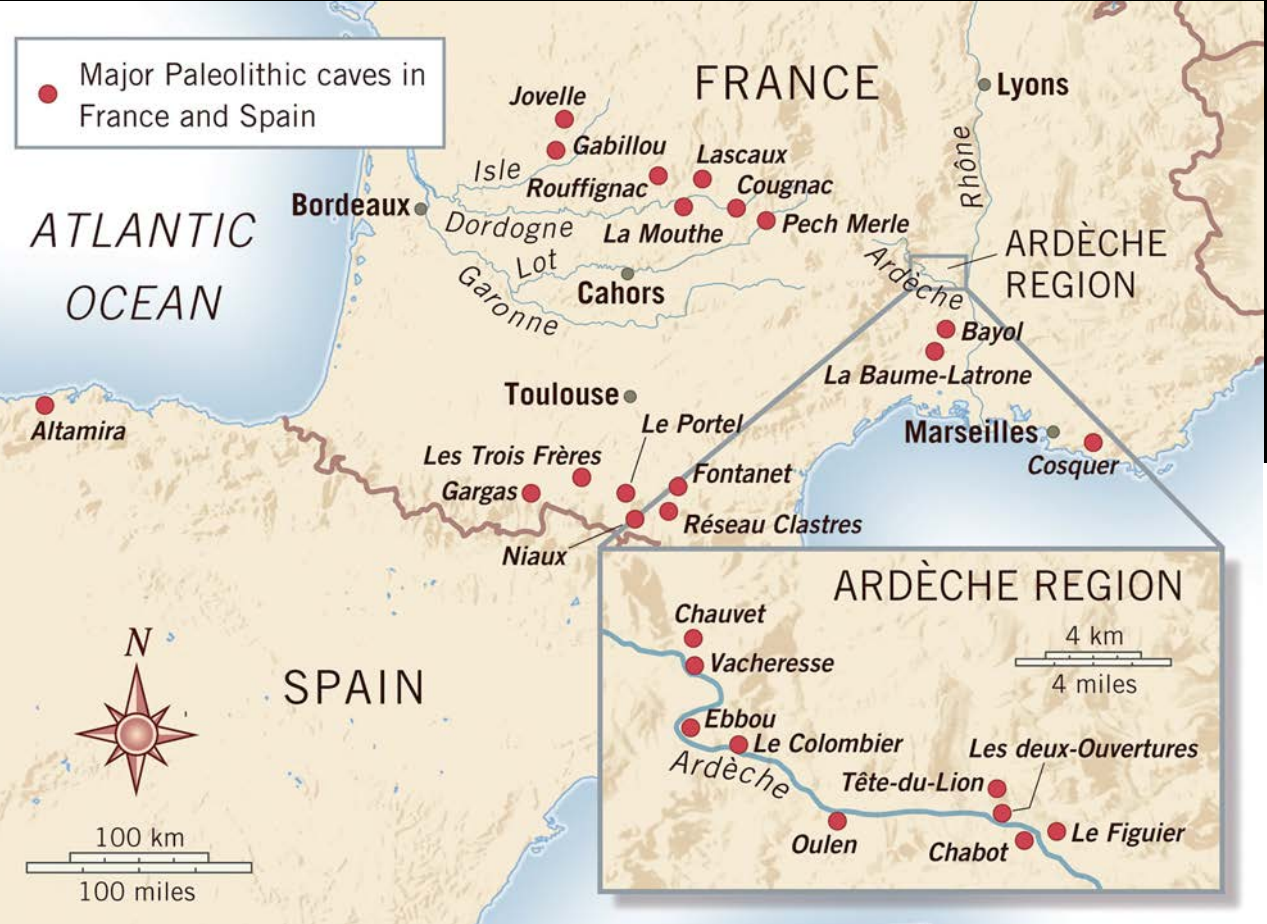 Major Paleolithic caves in
France and Spain
FRANCE
Lyons
Jovelle
Gabillou
Isle
Lascaux
Rouffignac
Cougnac
Rhône
Bordeaux
Dordogne
La Mouthe
Pech Merle
ATLANTIC
OCEAN
Lot
Cahors
Garonne
Ardèche
ARDÈCHE
REGION
Bayol
La Baume-Latrone
Toulouse
Le Portel
Altamira
Marseilles
Cosquer
Les Trois Frères
Gargas
Fontanet
Réseau Clastres
Niaux
SPAIN
N
100 km
100 miles
ARDÈCHE REGION
Chauvet
4 km
4 miles
Vacheresse
Ebbou
Le Colombier
Ardèche
Les deux-Ouvertures
Tête-du-Lion
Oulen
Chabot
Le Figuier